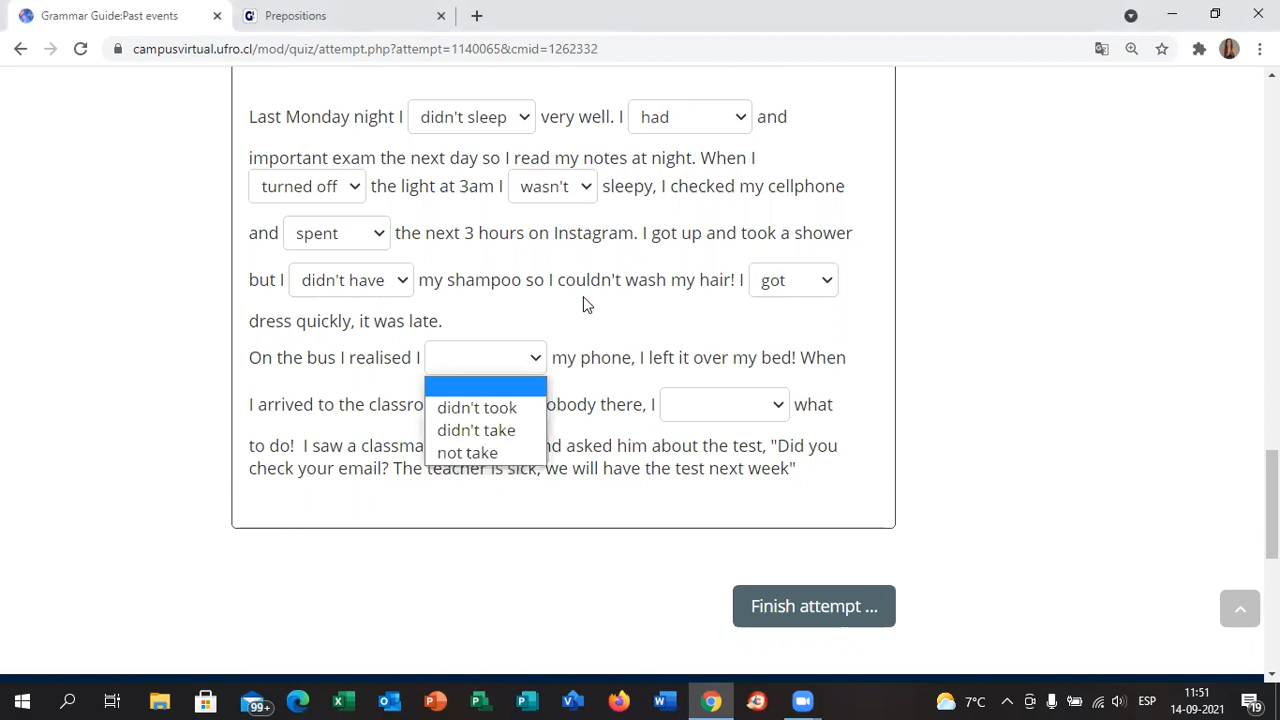 Grammar Guide:Past events
Prepositions
campusvirtual.ufro.cl/mod/quiz/attempt.php?attempt=1140065&cmid=1262332
Last Monday night I didn't sleep very well. I had and
important exam the next day so I read my notes at night. When I
turned off the light at 3am I wasn't sleepy, I checked my cellphone
and spent the next 3 hours on Instagram. I got up and took a shower
but I didn't have my shampoo so I couldn't wash my hair! I got
dress quickly, it was late.
On the bus I realised I my phone, I left it over my bed! When
I arrived to the classro obody there, I what
didn't took
didn't take
not take
to do! I saw a classma nd asked him about the test, "Did you
check your email? The teacher is sick, we will have the test next week"
Finish attempt ...
99+
7°C
ESP
11:51
14-09-2021
19